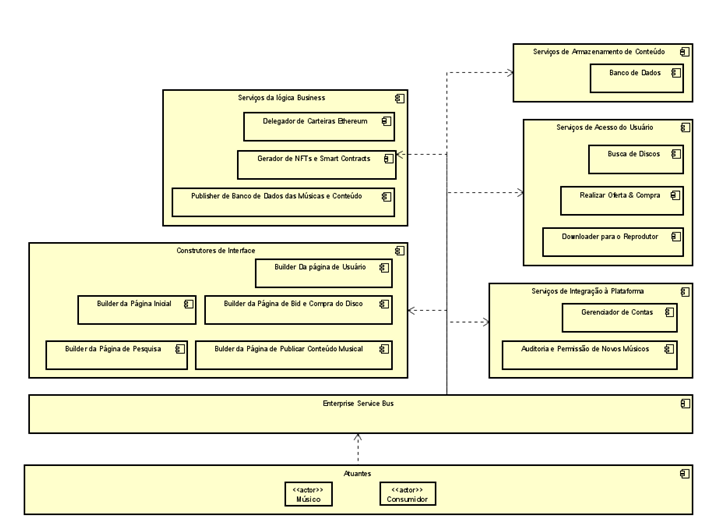 Serviços de Armazenamento de Conteúdo
Banco de Dados
Serviços da lógica Business
Delegador de Carteiras Ethereum
Gerador de NFTs e Smart Contracts
Publisher de Banco de Dados das Músicas e Conteúdo
Serviços de Acesso do Usuário
Busca de Discos
Realizar Oferta & Compra
Downloader para o Reprodutor
Construtores de Interface
Builder Da página de Usuário
Builder da Página Inicial
Builder da Página de Bid e Compra do Disco
Builder da Página de Pesquisa
Bulder da Página de Publicar Conteúdo Musical
Serviços de Integração à Plataforma
Gerenciador de Contas
Auditoria e Permissão de Novos Músicos
Enterprise Service Bus
Atuantes
<<actor>>
Músico
<<actor>>
Consumidor